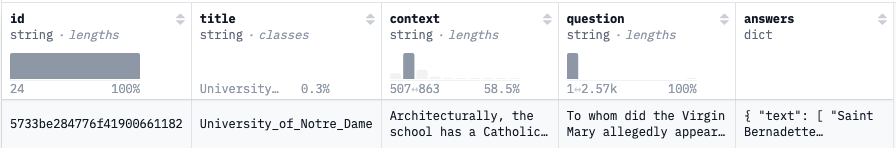 id title context question answers
string · lengths string · classes string · lengths string · lengths dict
24 100% University… 0.3% 507↔863 58.5% 1↔2.57k 100%
5733be284776f41900661182 University_of_Notre_Dame Architecturally, the school has a Catholic… To whom did the Virgin Mary allegedly appear… { "text": [ "Saint Bernadette…